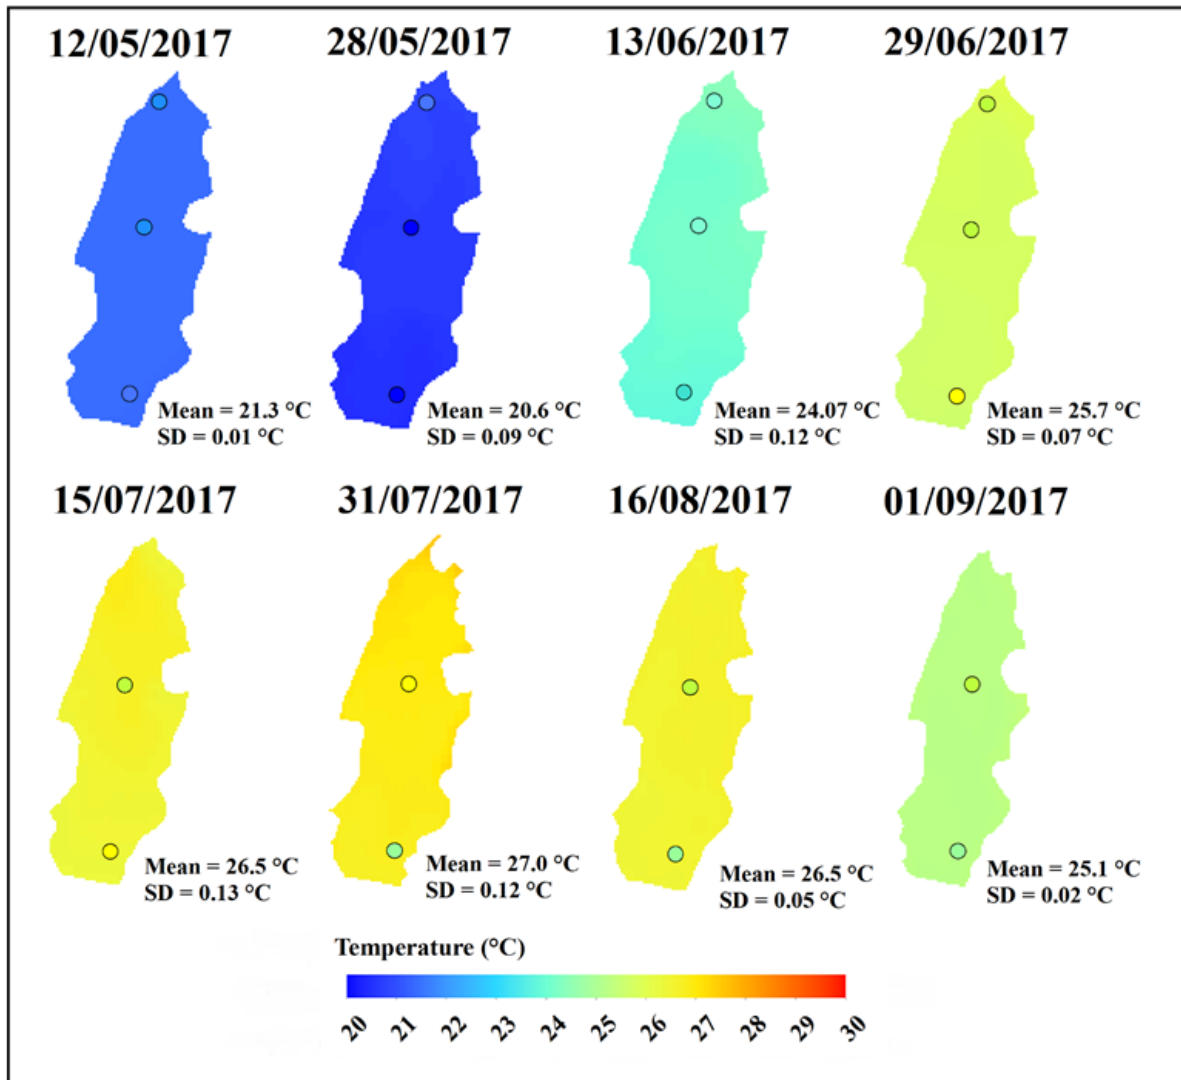 12/05/2017
28/05/2017
13/06/2017
29/06/2017
Mean = 21.3 °C
SD = 0.01 °C
Mean = 20.6 °C
SD = 0.09 °C
Mean = 24.07 °C
SD = 0.12 °C
Mean = 25.7 °C
SD = 0.07 °C
15/07/2017
31/07/2017
16/08/2017
01/09/2017
Mean = 26.5 °C
SD = 0.13 °C
Mean = 27.0 °C
SD = 0.12 °C
Mean = 26.5 °C
SD = 0.05 °C
Mean = 25.1 °C
SD = 0.02 °C
Temperature (°C)
20 21 22 23 24 25 26 27 28 29 30